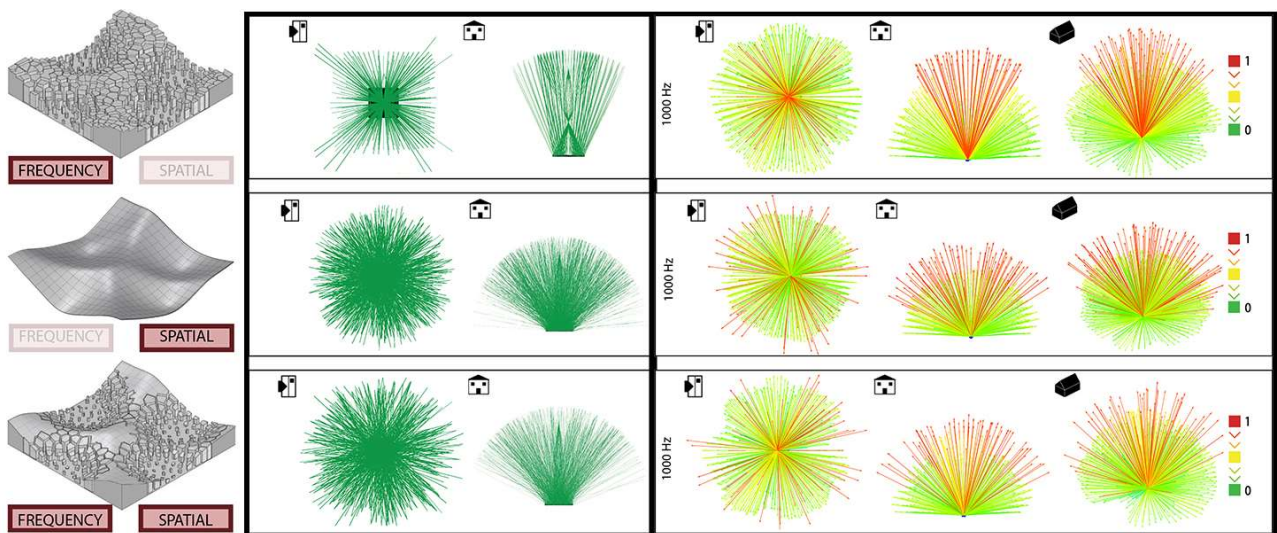 1000 Hz
1
0
FREQUENCY
SPATIAL
1000 Hz
1
0
FREQUENCY
SPATIAL
1000 Hz
1
0
FREQUENCY
SPATIAL